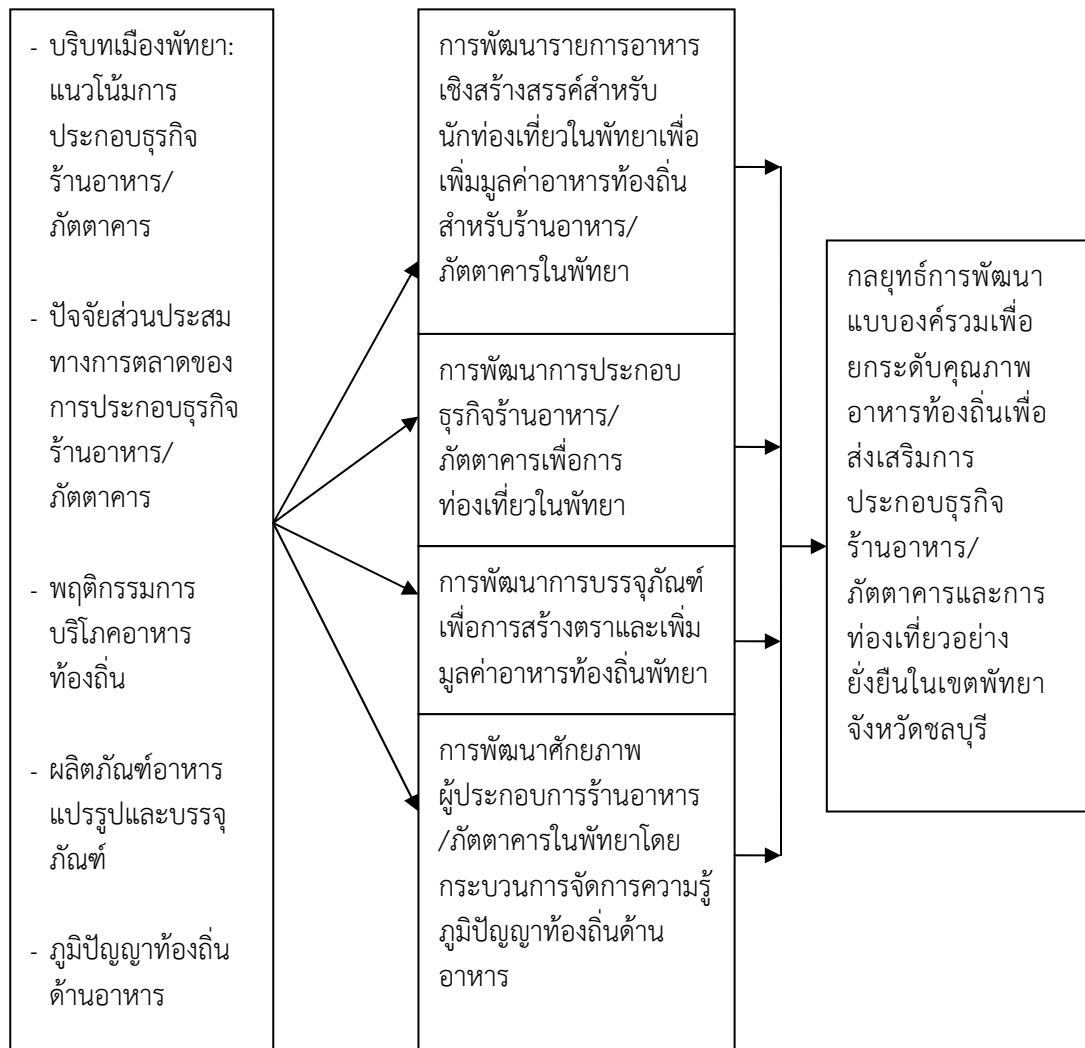 - บริบทเมืองพัทยา:
แนวโน้มการ
ประกอบธุรกิจ
ร้านอาหาร/
ภัตตาคาร
- ปัจจัยส่วนประสม
ทางการตลาดของ
การประกอบธุรกิจ
ร้านอาหาร/
ภัตตาคาร
- พฤติกรรมการ
บริโภคอาหาร
ท้องถิ่น
- ผลิตภัณฑ์อาหาร
แปรรูปและบรรจุ
ภัณฑ์
- ภูมิปัญญาท้องถิ่น
ด้านอาหาร
การพัฒนารายการอาหาร
เชิงสร้างสรรค์สำหรับ
นักท่องเที่ยวในพัทยาเพื่อ
เพิ่มมูลค่าอาหารท้องถิ่น
สำหรับร้านอาหาร/
ภัตตาคารในพัทยา
การพัฒนาการประกอบ
ธุรกิจร้านอาหาร/
ภัตตาคารเพื่อการ
ท่องเที่ยวในพัทยา
การพัฒนาการบรรจุภัณฑ์
เพื่อการสร้างตราและเพิ่ม
มูลค่าอาหารท้องถิ่นพัทยา
การพัฒนาศักยภาพ
ผู้ประกอบการร้านอาหาร
/ภัตตาคารในพัทยาโดย
กระบวนการจัดการความรู้
ภูมิปัญญาท้องถิ่นด้าน
อาหาร
กลยุทธ์การพัฒนา
แบบองค์รวมเพื่อ
ยกระดับคุณภาพ
อาหารท้องถิ่นเพื่อ
ส่งเสริมการ
ประกอบธุรกิจ
ร้านอาหาร/
ภัตตาคารและการ
ท่องเที่ยวอย่าง
ยั่งยืนในเขตพัทยา
จังหวัดชลบุรี